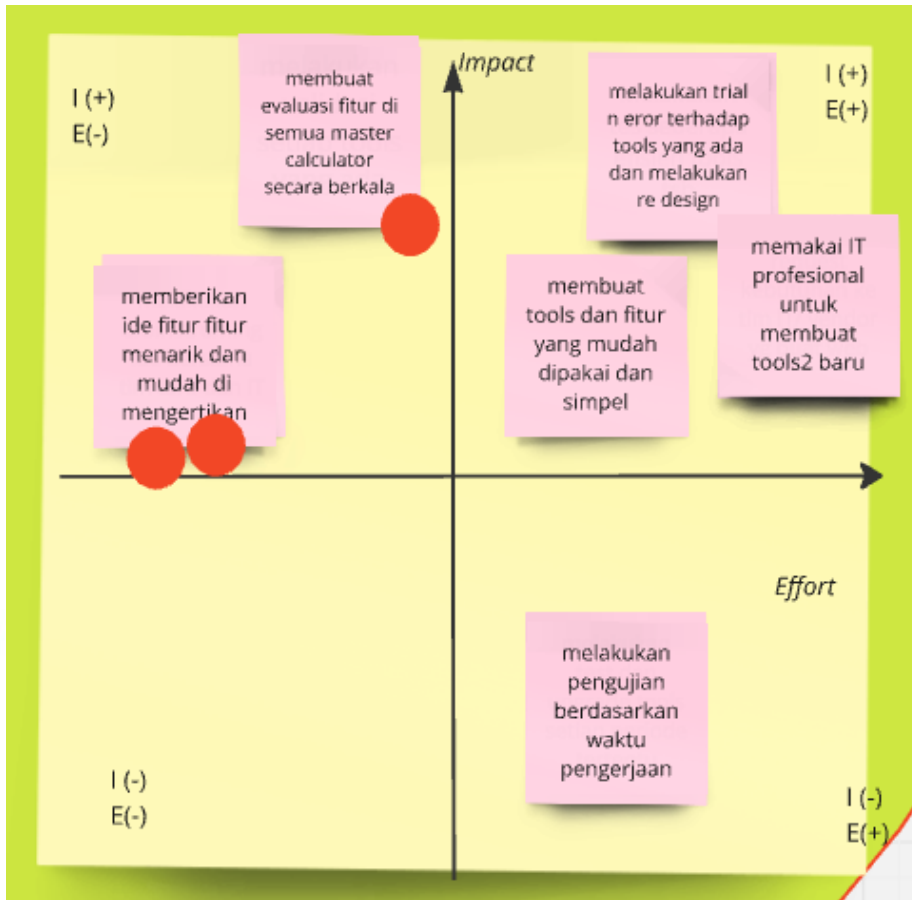 I (+)
E(-)
membuat
evaluasi fitur di
semua master
calculator
secara berkala
Impact
melakukan trial
n eror terhadap
tools yang ada
dan melakukan
re design
I (+)
E(+)
memberikan
ide fitur fitur
menarik dan
mudah di
mengertikan
membuat
tools dan fitur
yang mudah
dipakai dan
simpel
memakai IT
profesional
untuk
membuat
tools2 baru
Effort
melakukan
pengujian
berdasarkan
waktu
pengerjaan
I (-)
E(-)
I (-)
E(+)